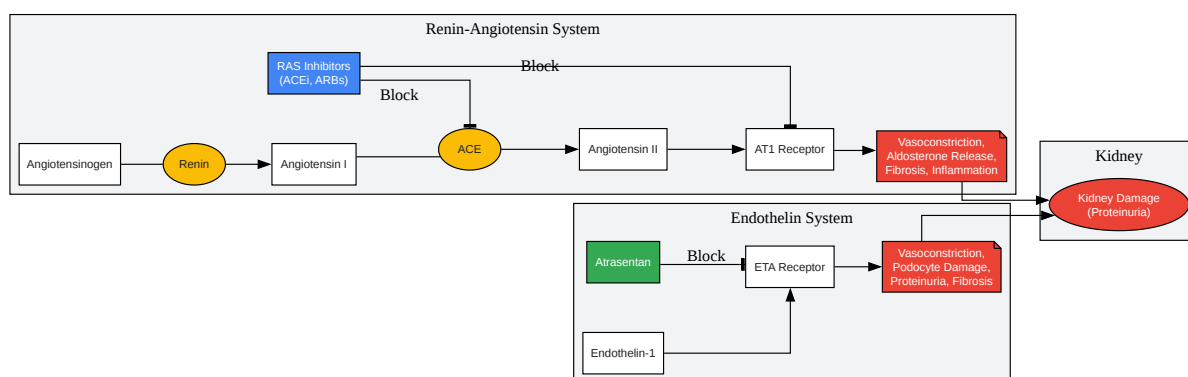 Renin-Angiotensin System
RAS Inhibitors
(ACEi, ARBs)
Block
Block
Angiotensinogen
Renin
Angiotensin I
ACE
Angiotensin II
AT1 Receptor
Vasoconstriction,
Aldosterone Release,
Fibrosis, Inflammation
Kidney
Kidney Damage
(Proteinuria)
Endothelin System
Atrasentan
Block
ETA Receptor
Vasoconstriction,
Podocyte Damage,
Proteinuria, Fibrosis
Endothelin-1